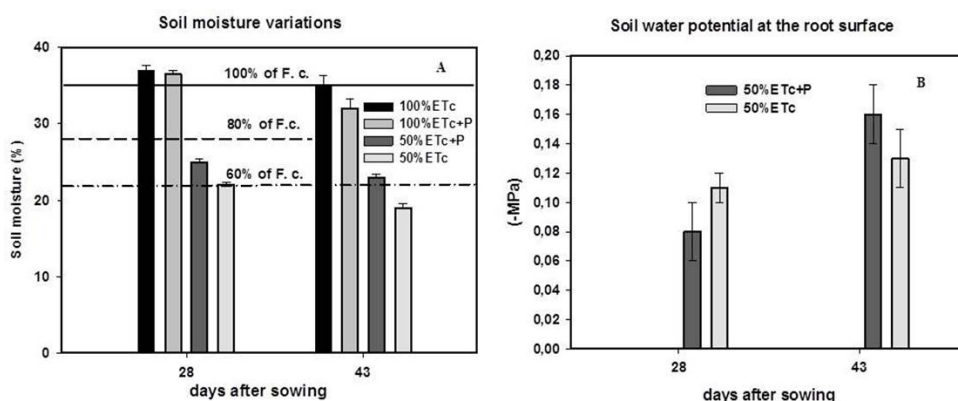 Soil moisture variations
A
40
30
20
10
0
Soil moisture (%)
100% of F. c.
80% of F.c.
60% of F. c.
100%ETc
100%ETc+P
50%ETc+P
50%ETc
28
43
days after sowing
Soil water potential at the root surface
B
0,20
0,18
0,16
0,14
0,12
0,10
0,08
0,06
0,04
0,02
0,00
(-MPa)
50%ETc+P
50%ETc
28
43
days after sowing